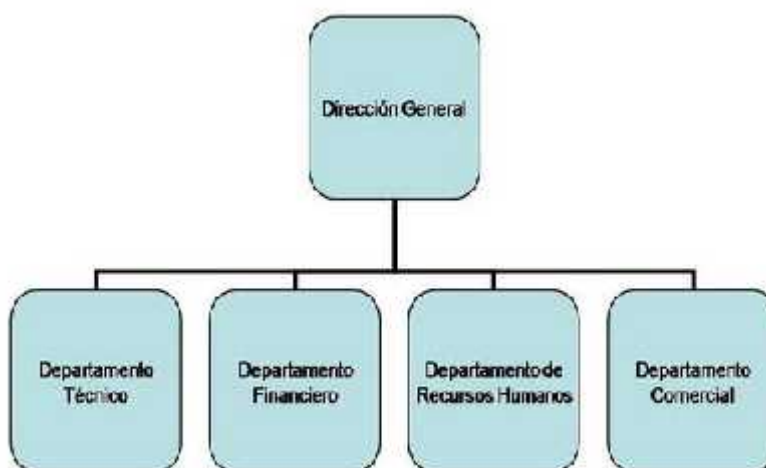 Dirección General
Departamento
Técnico
Departamento
Financiero
Departamento de
Recursos Humanos
Departamento
Comercial